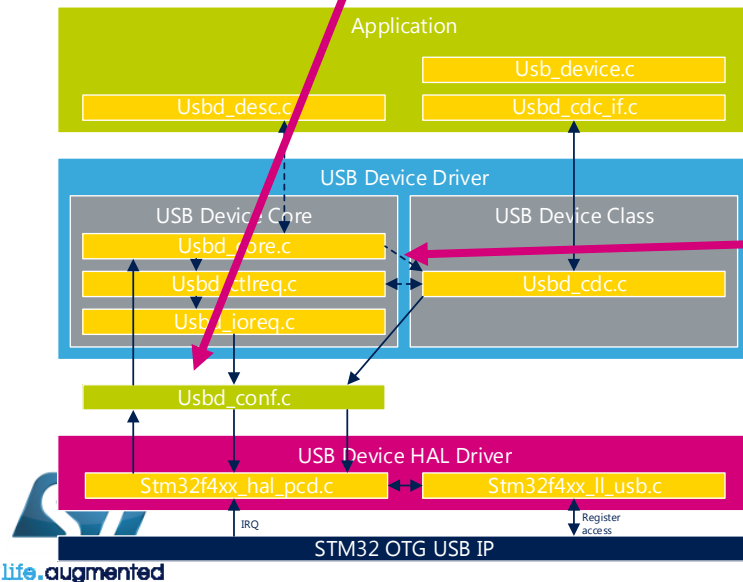 Application
Usb_device.c
Usbd_desc.c
Usbd_cdc_if.c
USB Device Driver
USB Device Core
USB Device Class
Usbd_core.c
Usbd_ctlreq.c
Usbd_cdc.c
Usbd_ioreq.c
Usbd_conf.c
USB Device HAL Driver
Stm32f4xx_hal_pcd.c
Stm32f4xx_ll_usb.c
IRQ
Register
access
STM32 OTG USB IP
life.augmented